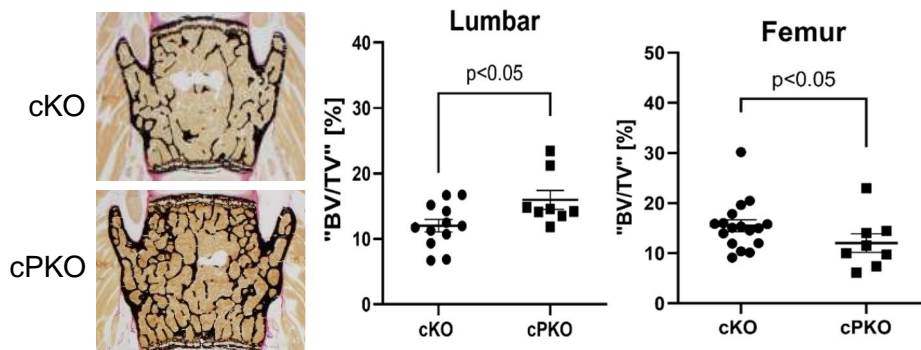 cKO
cPKO
Lumbar
"BV/TV" [%]
p<0.05
40
30
20
10
0
cKO
cPKO
Femur
"BV/TV" [%]
p<0.05
50
40
30
20
10
0
cKO
cPKO